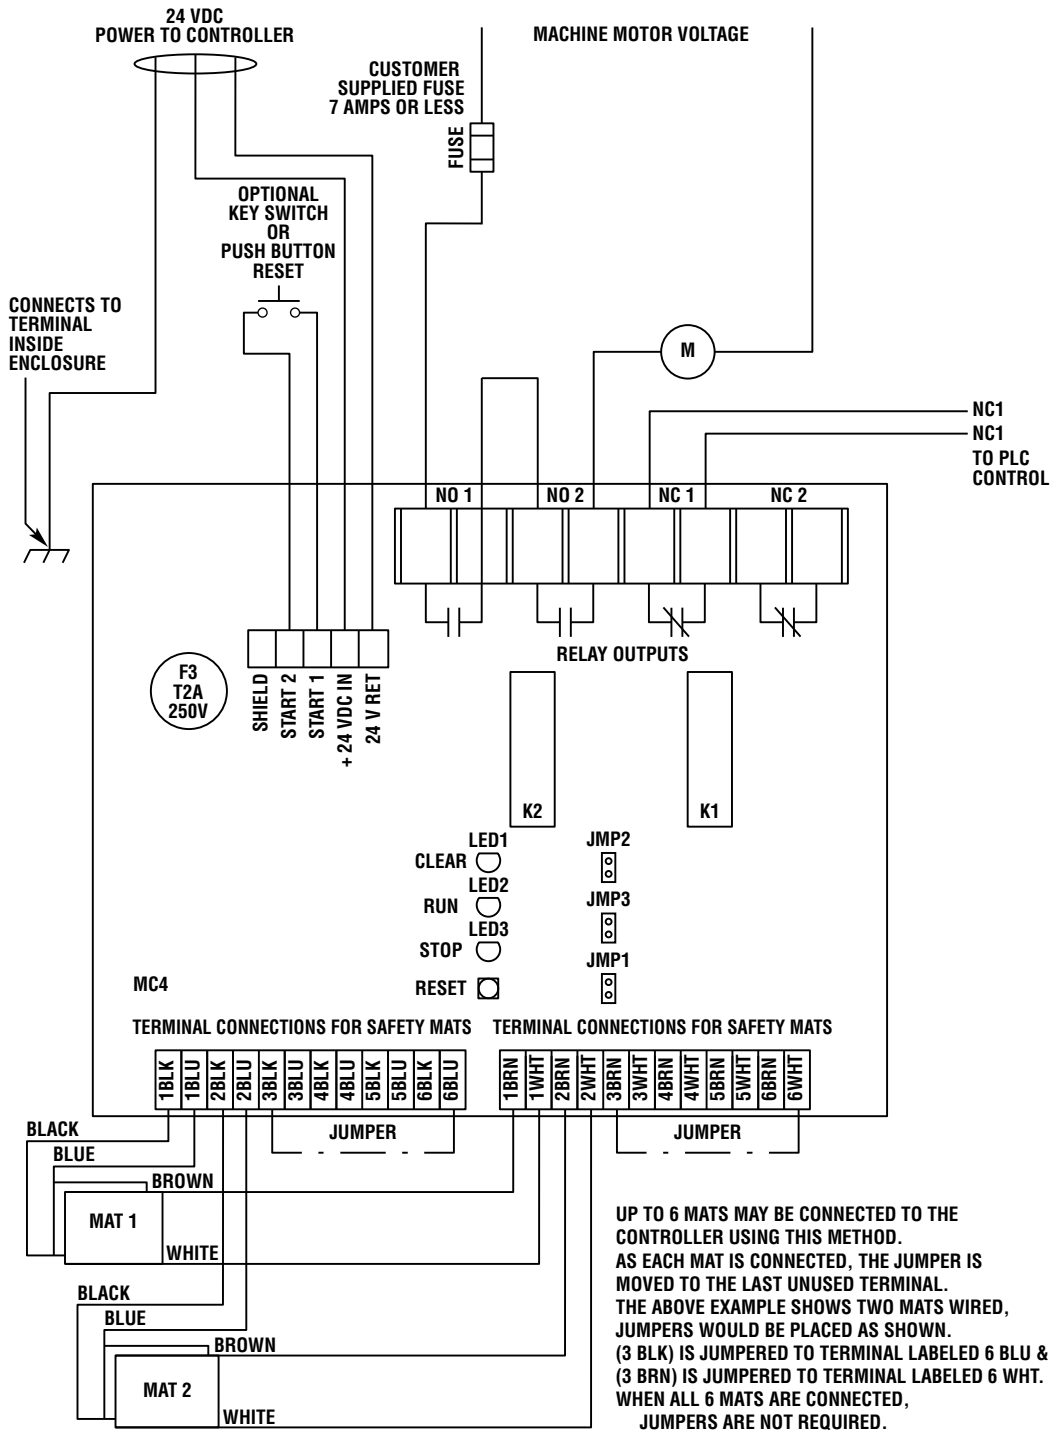 24 VDC
POWER TO CONTROLLER
MACHINE MOTOR VOLTAGE
CUSTOMER
SUPPLIED FUSE
7 AMPS OR LESS
FUSE
OPTIONAL
KEY SWITCH
OR
PUSH BUTTON
RESET
CONNECTS TO
TERMINAL
INSIDE
ENCLOSURE
M
NC1
NC1
TO PLC
CONTROL
NO 1
NO 2
NC 1
NC 2
RELAY OUTPUTS
F3
T2A
250V
SHIELD
START 2
START 1
+ 24 VDC IN
24 V RET
K2
K1
LED1
CLEAR
LED2
RUN
LED3
STOP
RESET
JMP2
JMP3
JMP1
MC4
TERMINAL CONNECTIONS FOR SAFETY MATS
TERMINAL CONNECTIONS FOR SAFETY MATS
1BLK
1BLU
2BLK
2BLU
3BLK
3BLU
4BLK
4BLU
5BLK
5BLU
6BLK
6BLU
1BRN
1WHT
2BRN
2WHT
3BRN
3WHT
4BRN
4WHT
5BRN
5WHT
6BRN
6WHT
JUMPER
JUMPER
BLACK
BLUE
BROWN
MAT 1
WHITE
BLACK
BLUE
BROWN
MAT 2
WHITE
UP TO 6 MATS MAY BE CONNECTED TO THE
CONTROLLER USING THIS METHOD.
AS EACH MAT IS CONNECTED, THE JUMPER IS
MOVED TO THE LAST UNUSED TERMINAL.
THE ABOVE EXAMPLE SHOWS TWO MATS WIRED,
JUMPERS WOULD BE PLACED AS SHOWN.
(3 BLK) IS JUMPERED TO TERMINAL LABELED 6 BLU &
(3 BRN) IS JUMPERED TO TERMINAL LABELED 6 WHT.
WHEN ALL 6 MATS ARE CONNECTED,
JUMPERS ARE NOT REQUIRED.